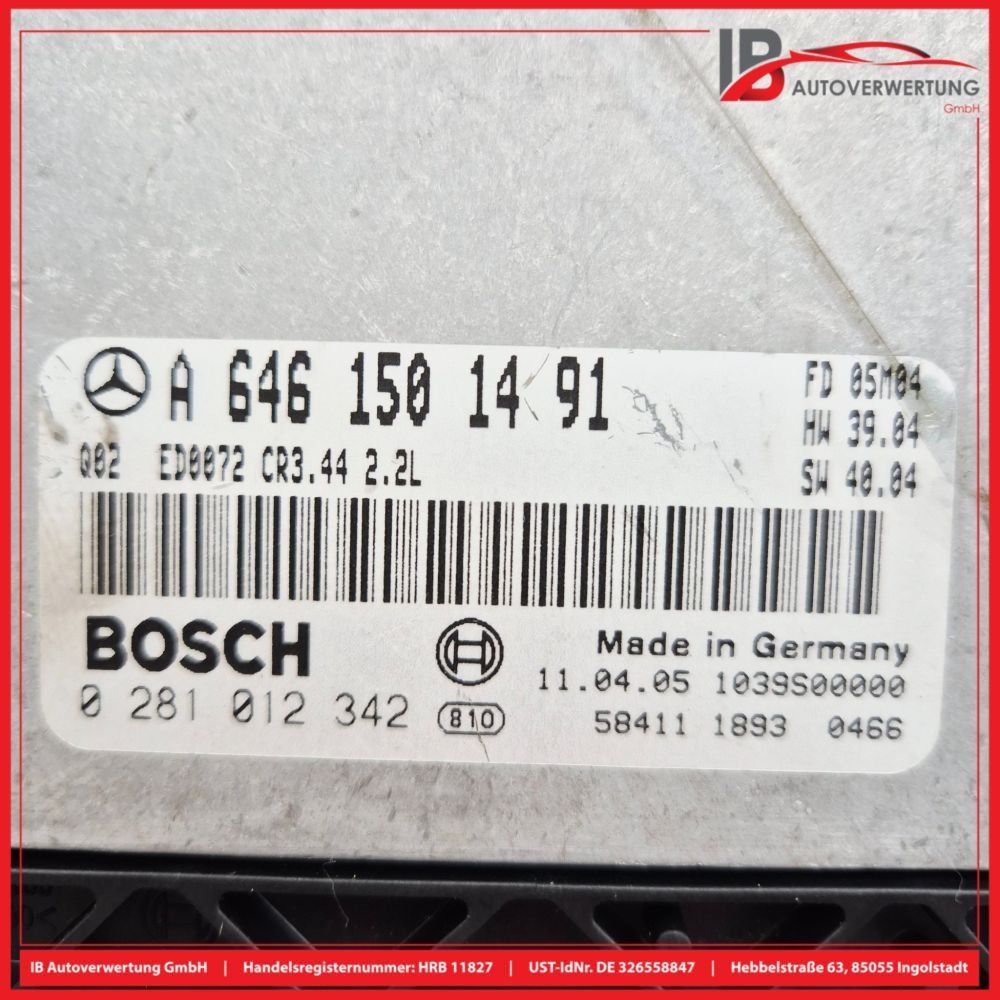 IB
AUTOVERWERTUNG
GmbH
A 646 150 14 91
FD 05M04
HW 39.04
Q02 ED0072 CR3.44 2.2L
SW 40.04
BOSCH
Made in Germany
0 281 012 342
810
11.04.05 1039S00000
58411 1893 0466
IB Autoverwertung GmbH | Handelsregisternummer: HRB 11827 | UST-IdNr. DE 326558847 | Hebbelstraße 63, 85055 Ingolstadt